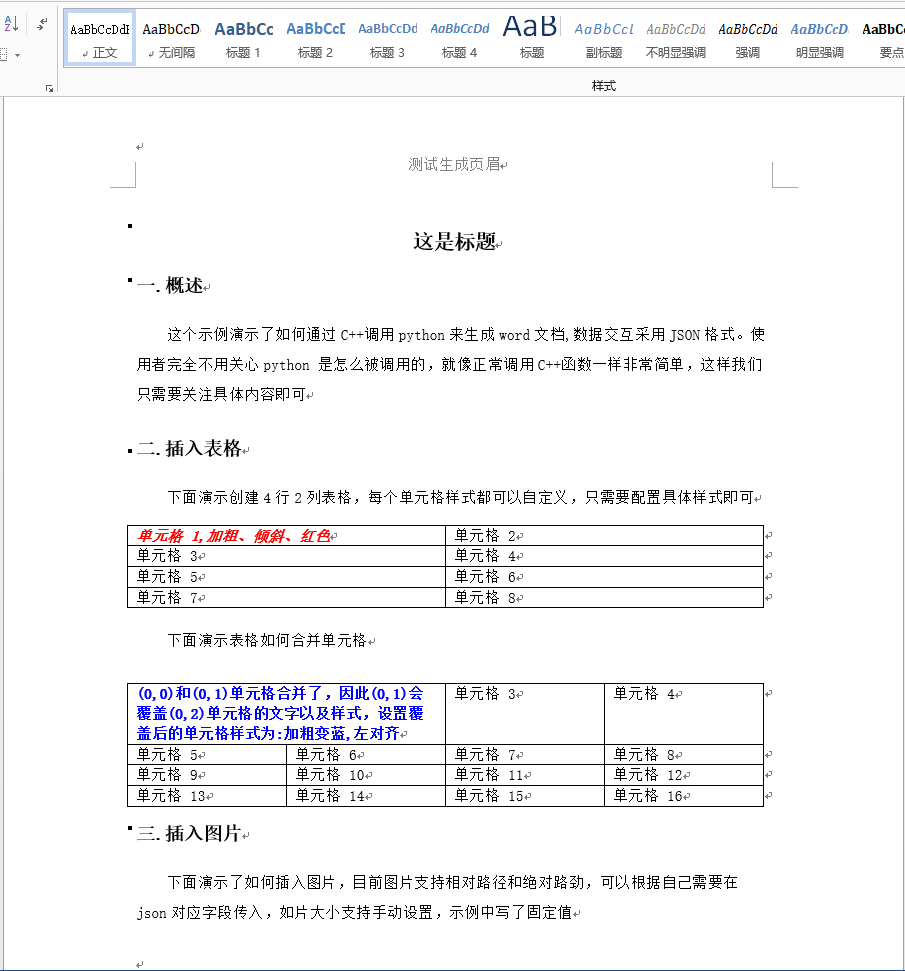 AaBbCcDdI AaBbCcD AaBbCc AaBbCcI AaBbCcDd AaBbCcDd AaB AaBbCcL AaBbCcDd AaBbCcDd AaBbCcD AaBbCc
正文 无间隔 标题 1 标题 2 标题 3 标题 4 标题 副标题 不明显强调 强调 明显强调 要点
样式
测试生成页眉
这是标题
一.概述
这个示例演示了如何通过 C++调用 python 来生成 word 文档,数据交互采用 JSON 格式。使
用者完全不用关心 python 是怎么被调用的，就像正常调用 C++函数一样非常简单，这样我们
只需要关注具体内容即可
二.插入表格
下面演示创建 4 行 2 列表格，每个单元格样式都可以自定义，只需要配置具体样式即可
单元格 1,加粗、倾斜、红色 单元格 2
单元格 3 单元格 4
单元格 5 单元格 6
单元格 7 单元格 8
下面演示表格如何合并单元格
(0,0)和(0,1)单元格合并了，因此(0,1)会 单元格 3 单元格 4
覆盖(0,2)单元格的文字以及样式，设置覆
盖后的单元格样式为:加粗变蓝,左对齐
单元格 5 单元格 6 单元格 7 单元格 8
单元格 9 单元格 10 单元格 11 单元格 12
单元格 13 单元格 14 单元格 15 单元格 16
三.插入图片
下面演示了如何插入图片，目前图片支持相对路径和绝对路劲，可以根据自己需要在
json 对应字段传入，如片大小支持手动设置，示例中写了固定值